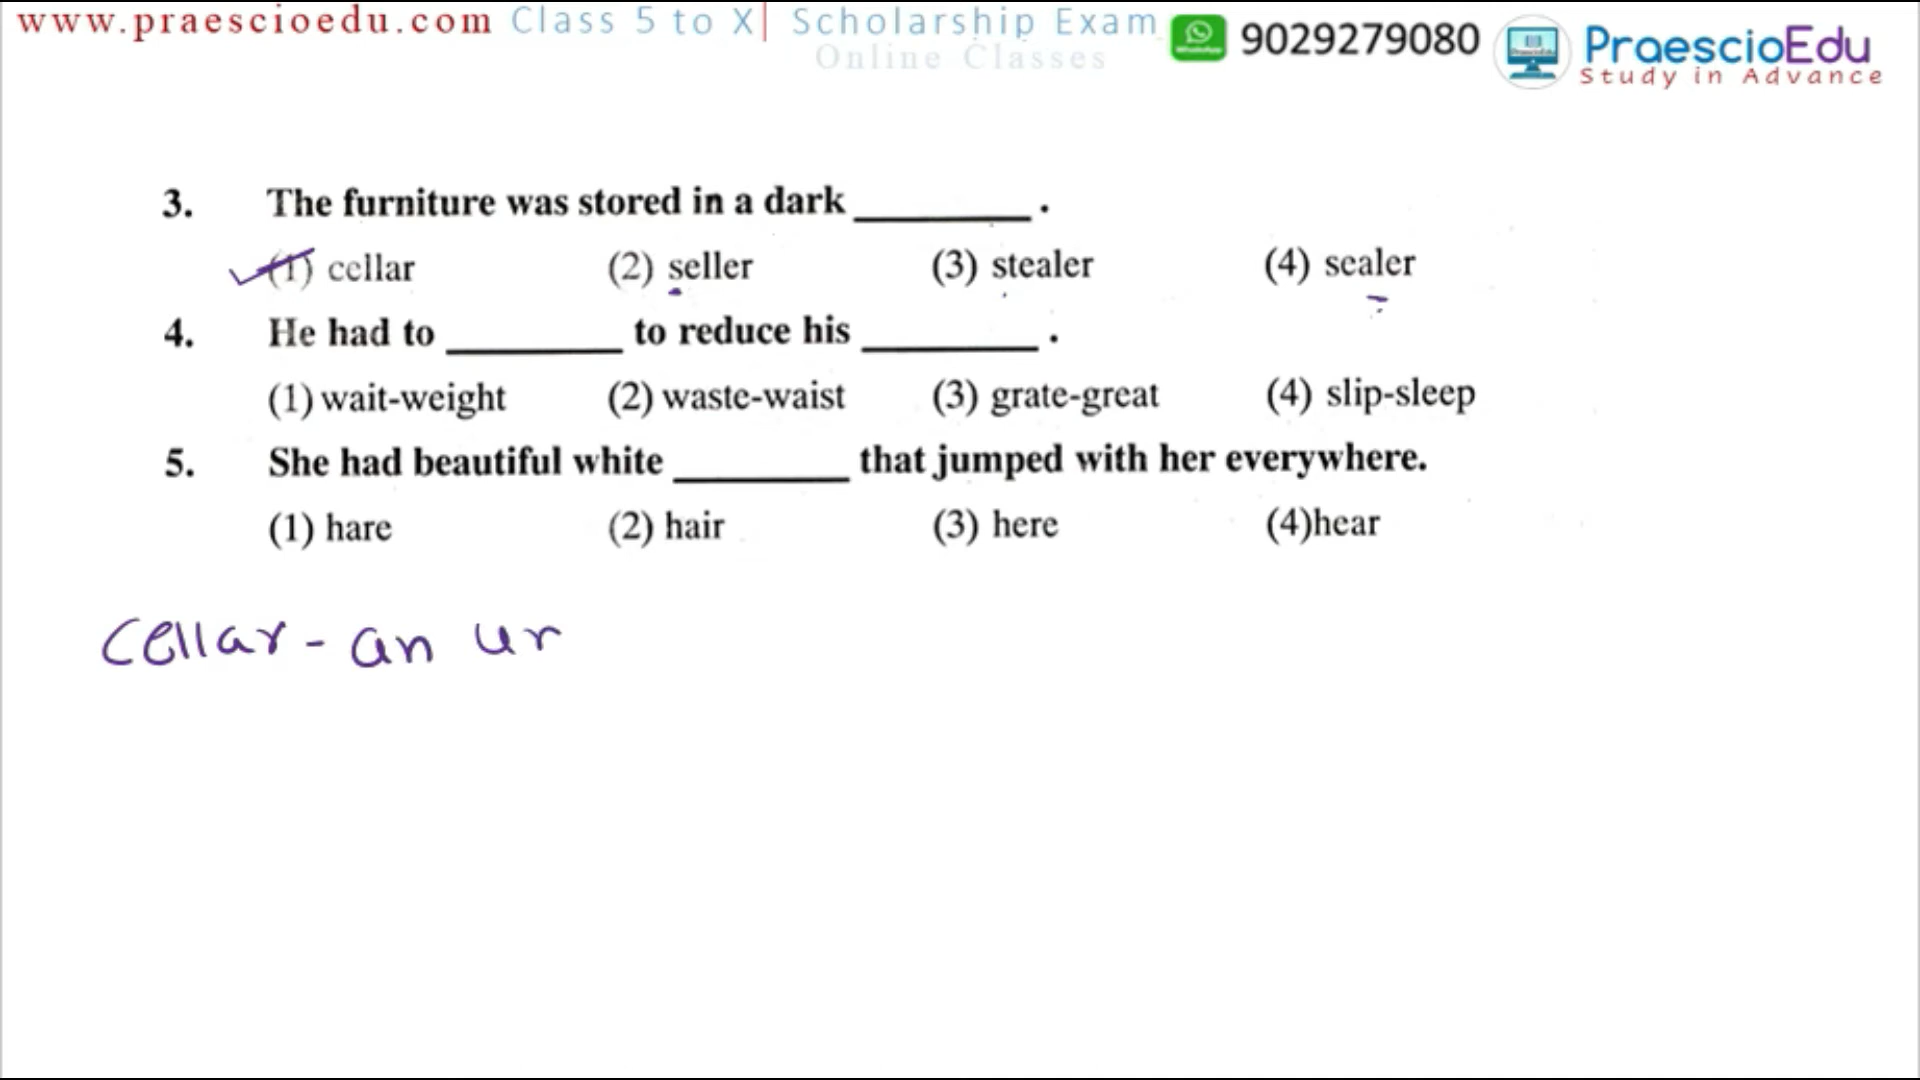 www.praescioedu.com Class 5 to X| Scholarship Exam
Online Classes
WhatsApp 9029279080
PraescioEdu
Study in Advance
3. The furniture was stored in a dark ________ .
(1) cellar (2) seller (3) stealer (4) sealer
4. He had to ________ to reduce his ________ .
(1) wait-weight (2) waste-waist (3) grate-great (4) slip-sleep
5. She had beautiful white ________ that jumped with her everywhere.
(1) hare (2) hair (3) here (4)hear
Cellar - an ur